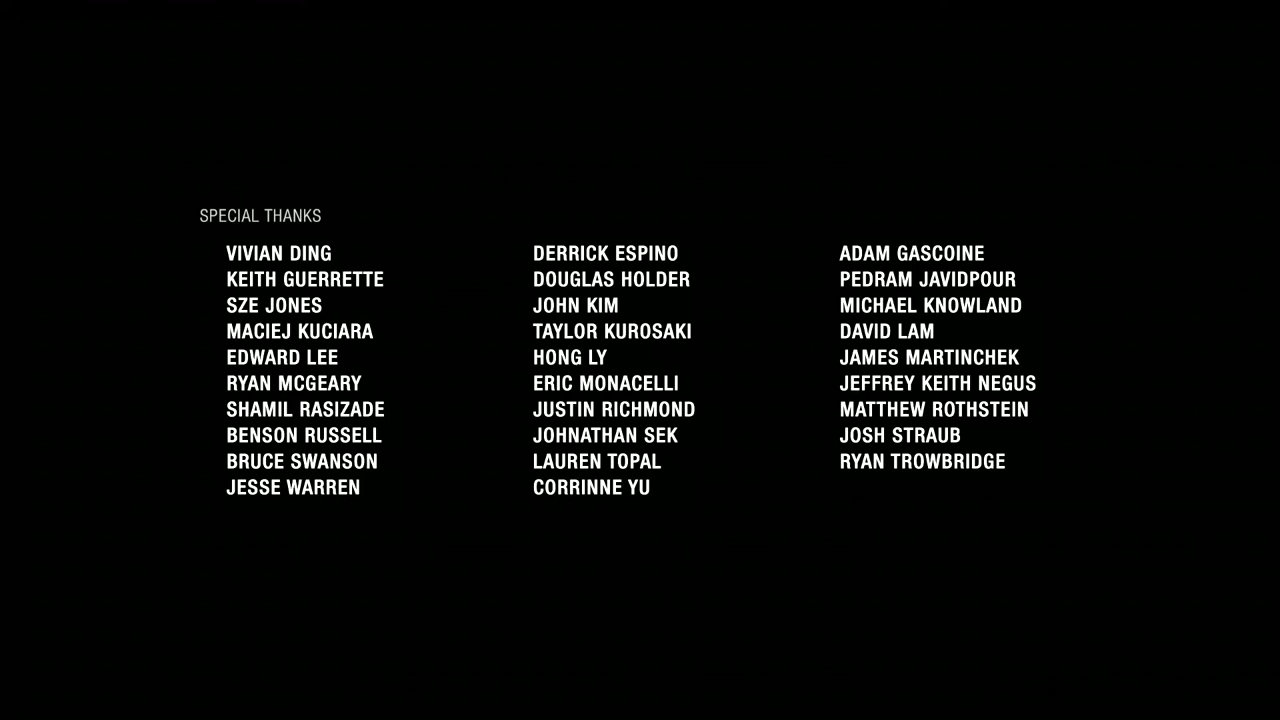 SPECIAL THANKS
VIVIAN DING
KEITH GUERRETTE
SZE JONES
MACIEJ KUCIARA
EDWARD LEE
RYAN MCGEARY
SHAMIL RASIZADE
BENSON RUSSELL
BRUCE SWANSON
JESSE WARREN
DERRICK ESPINO
DOUGLAS HOLDER
JOHN KIM
TAYLOR KUROSAKI
HONG LY
ERIC MONACELLI
JUSTIN RICHMOND
JOHNATHAN SEK
LAUREN TOPAL
CORRINNE YU
ADAM GASCOINE
PEDRAM JAVIDPOUR
MICHAEL KNOWLAND
DAVID LAM
JAMES MARTINCHEK
JEFFREY KEITH NEGUS
MATTHEW ROTHSTEIN
JOSH STRAUB
RYAN TROWBRIDGE